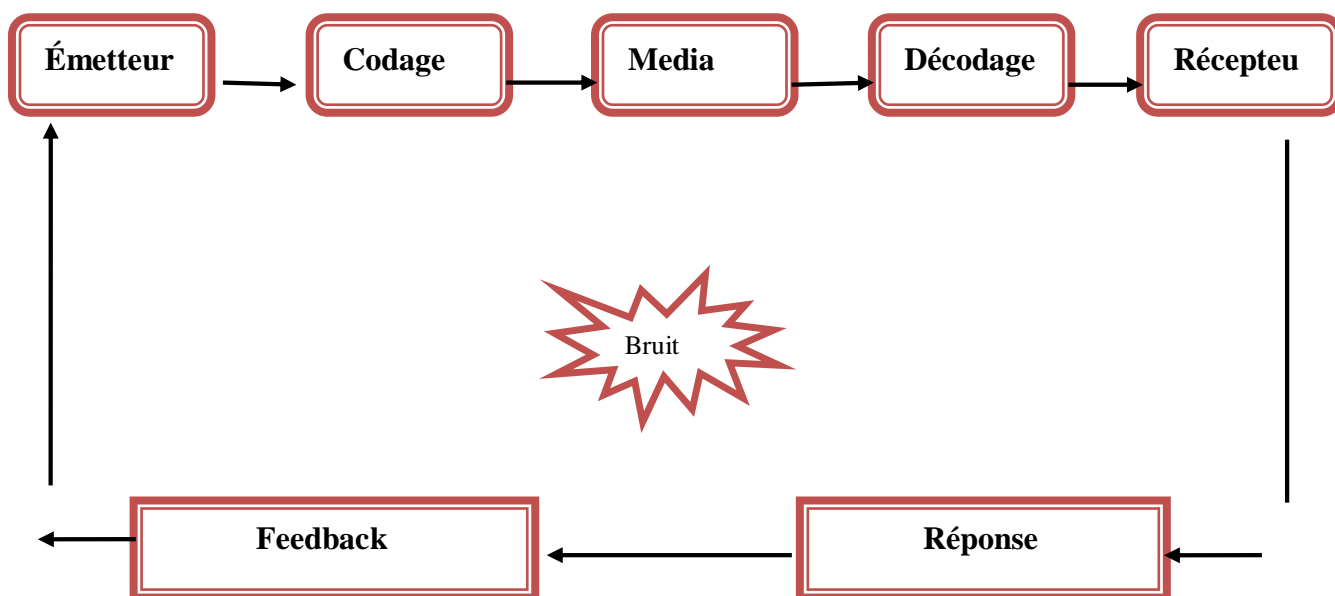 Émetteur
Codage
Media
Décodage
Récepteu
Bruit
Feedback
Réponse